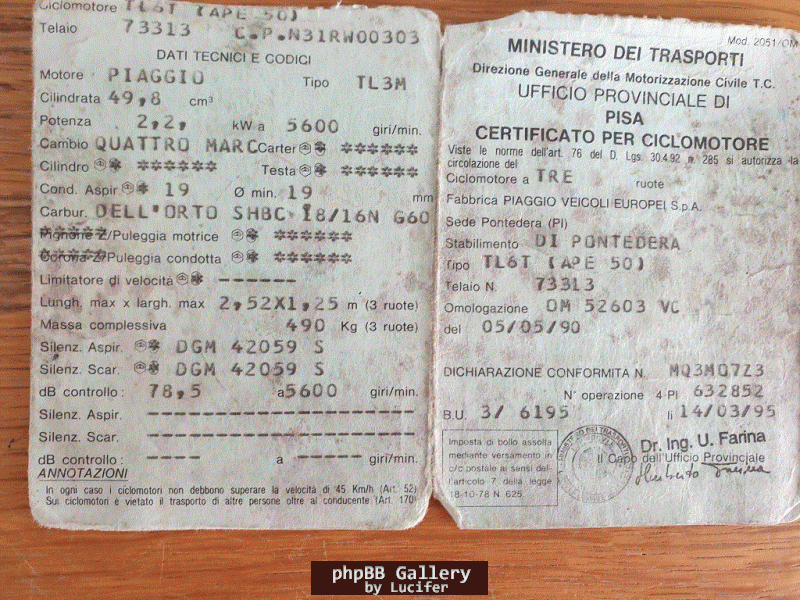 Ciclomotore TL6T (APE 50)
Telaio 73313 C.P.N31RW00303
DATI TECNICI E CODICI
Motore PIAGGIO Tipo TL3M
Cilindrata 49,8 cm³
Potenza 2,2, kW a 5600 giri/min.
Cambio QUATTRO MARC Carter ******
Cilindro ****** Testa ******
Cond. Aspir 19 Ø min. 19 mm
Carbur. DELL'ORTO SHBC 18/16N G60
Pignone Z/Puleggia motrice ******
Corona Z/Puleggia condotta ******
Limitatore di velocità ------
Lungh. max x largh. max 2,52X1,25 m (3 ruote)
Massa complessiva 490 Kg (3 ruote)
Silenz. Aspir. DGM 42059 S
Silenz. Scar. DGM 42059 S
dB controllo: 78,5 a 5600 giri/min.
Silenz. Aspir. --------------------
Silenz. Scar. --------------------
dB controllo: ---- a ------ giri/min.
ANNOTAZIONI
In ogni caso i ciclomotori non debbono superare la velocità di 45 Km/h (Art. 52)
Sui ciclomotori è vietato il trasporto di altre persone oltre al conducente (Art. 170)
Mod. 2051/OM
MINISTERO DEI TRASPORTI
Direzione Generale della Motorizzazione Civile T.C.
UFFICIO PROVINCIALE DI
PISA
CERTIFICATO PER CICLOMOTORE
Viste le norme dell'art. 76 del D. Lgs. 30.4.92 n. 285 si autorizza la
circolazione del
Ciclomotore a TRE ruote
Fabbrica PIAGGIO VEICOLI EUROPEI S.p.A.
Sede Pontedera (PI)
Stabilimento DI PONTEDERA
Tipo TL6T (APE 50)
Telaio N. 73313
Omologazione OM 52603 VC
del 05/05/90
DICHIARAZIONE CONFORMITA N. MQ3MQ7Z3
N° operazione 4 PI 632852
B.U. 3/ 6195 li 14/03/95
Imposta di bollo assolta
mediante versamento in
c/c postale ai sensi del-
l'articolo 7 della legge
18-10-78 N. 625
Dr. Ing. U. Farina
Il Capo dell'Ufficio Provinciale
phpBB Gallery
by Lucifer